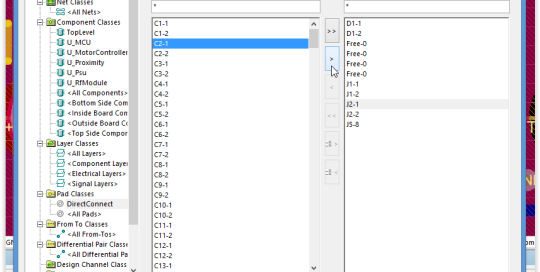 Net Classes
<All Nets>
Component Classes
TopLevel
U_MCU
U_MotorController
U_Proximity
U_Psu
U_RfModule
<All Components>
<Bottom Side Com
<Inside Board Com
<Outside Board Co
<Top Side Compor
Layer Classes
<All Layers>
<Component Layer
<Electrical Layers>
<Signal Layers>
Pad Classes
DirectConnect
<All Pads>
From To Classes
<All From-Tos>
Differential Pair Classe
<All Differential Pa
Design Channel Class
*
C1-1
C1-2
C2-1
C2-2
C3-1
C3-2
C4-1
C4-2
C5-1
C5-2
C6-1
C6-2
C7-1
C7-2
C8-1
C8-2
C9-1
C9-2
C10-1
C10-2
C11-1
C11-2
C12-1
C12-2
C13-1
>>
>
<
<<
*
D1-1
D1-2
Free-0
Free-0
Free-0
Free-0
J1-1
J1-2
J2-1
J2-2
J5-8